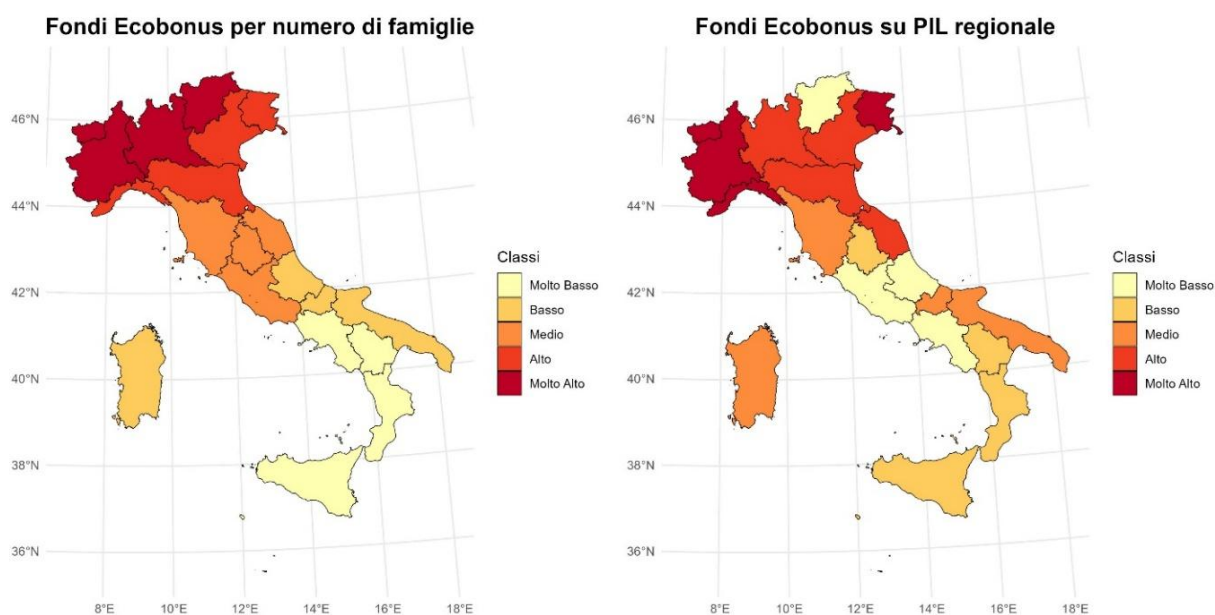 Fondi Ecobonus per numero di famiglie
46°N
44°N
42°N
40°N
38°N
36°N
8°E 10°E 12°E 14°E 16°E 18°E
Classi
Molto Basso
Basso
Medio
Alto
Molto Alto
Fondi Ecobonus su PIL regionale
46°N
44°N
42°N
40°N
38°N
36°N
8°E 10°E 12°E 14°E 16°E 18°E
Classi
Molto Basso
Basso
Medio
Alto
Molto Alto